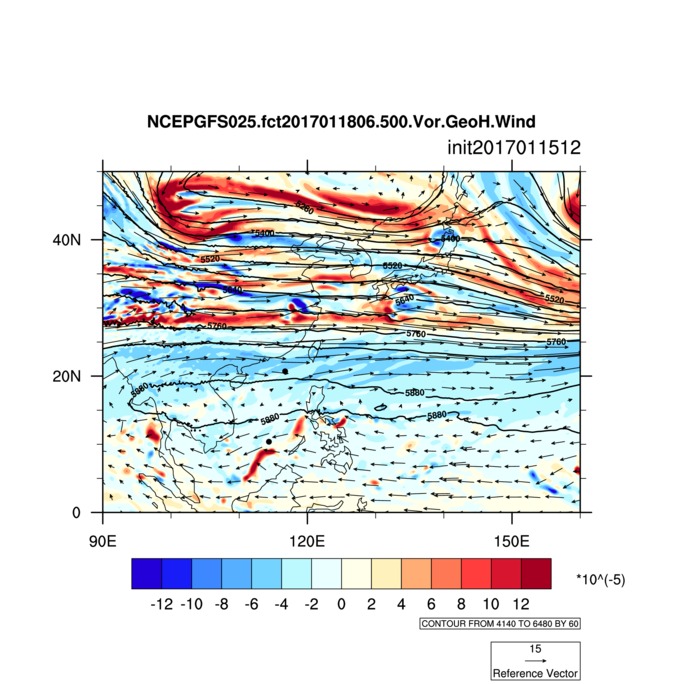 NCEPGFS025.fct2017011806.500.Vor.GeoH.Wind
init2017011512
5280
5400
5400
40N
5520
5520
5640
5640
5520
5760
5760
5760
20N
5880
5880
5880
5880
0
90E 120E 150E
-12 -10 -8 -6 -4 -2 0 2 4 6 8 10 12
*10^(-5)
CONTOUR FROM 4140 TO 6480 BY 60
15
Reference Vector